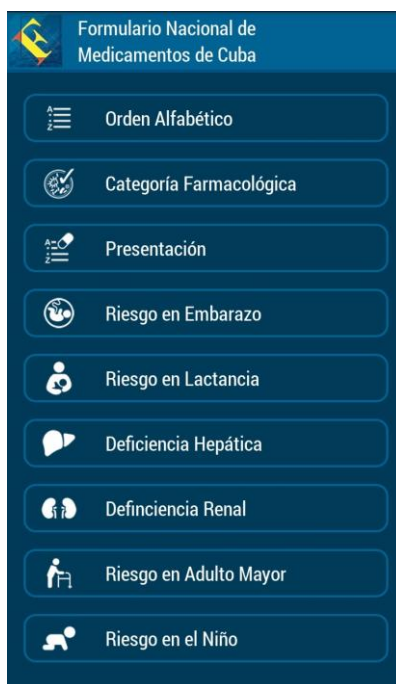 Formulario Nacional de
Medicamentos de Cuba
Orden Alfabético
Categoría Farmacológica
Presentación
Riesgo en Embarazo
Riesgo en Lactancia
Deficiencia Hepática
Definciencia Renal
Riesgo en Adulto Mayor
Riesgo en el Niño